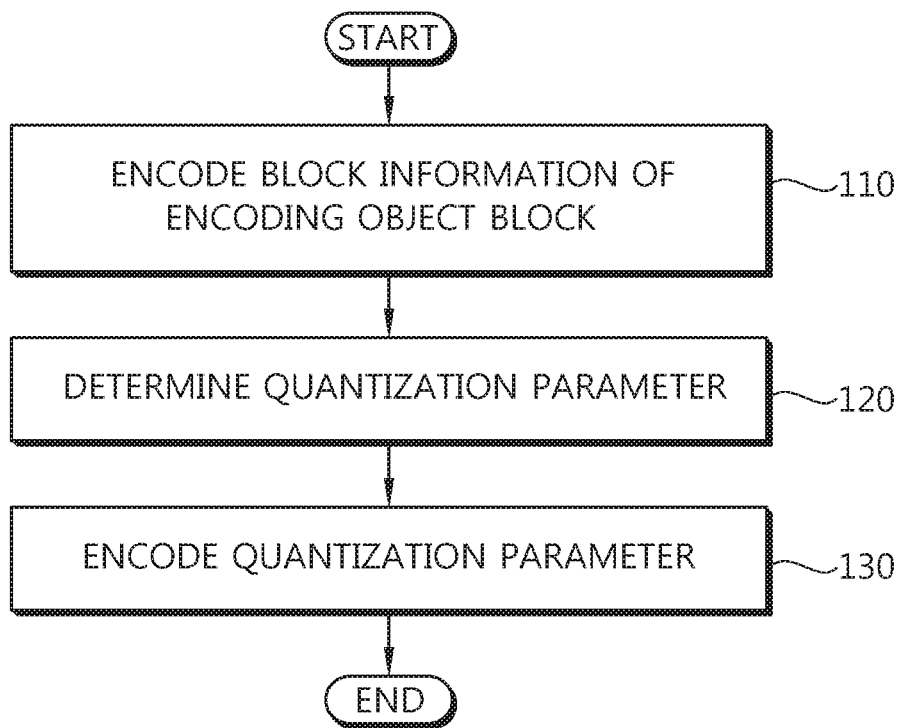 START
ENCODE BLOCK INFORMATION OF
ENCODING OBJECT BLOCK
110
DETERMINE QUANTIZATION PARAMETER
120
ENCODE QUANTIZATION PARAMETER
130
END